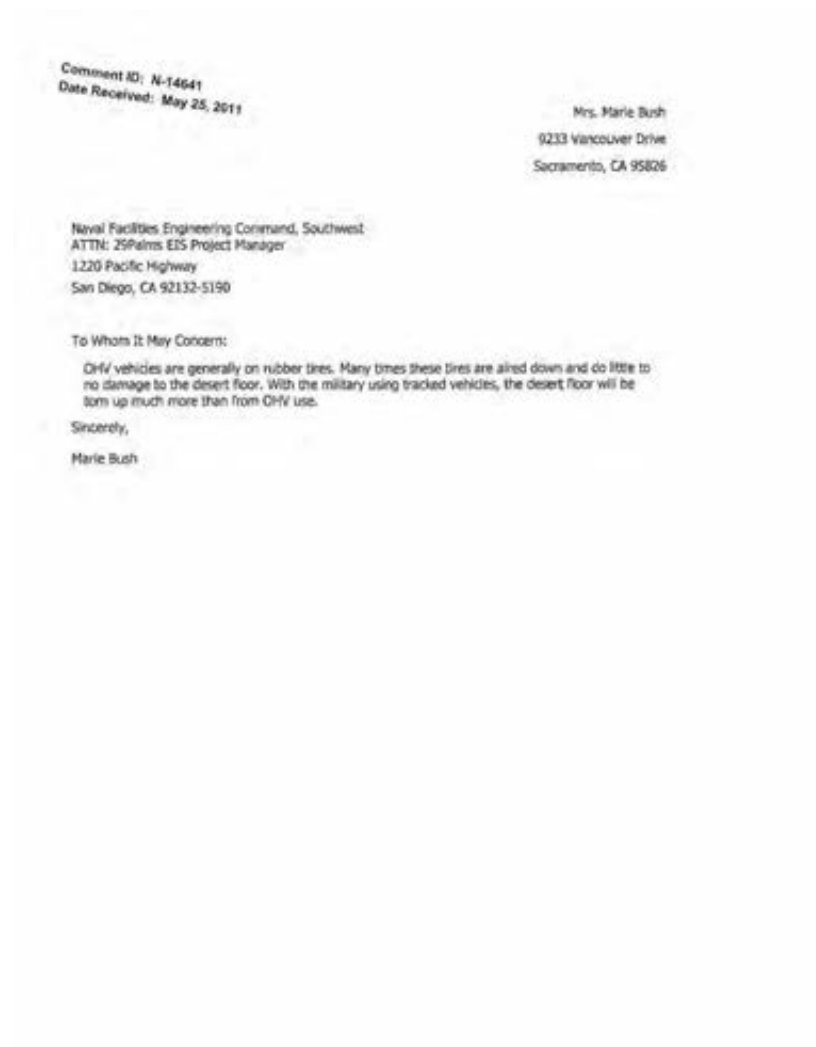 Comment ID: N-14641
Date Received: May 25, 2011
Mrs. Marie Bush
9233 Vancouver Drive
Sacramento, CA 95826
Naval Facilities Engineering Command, Southwest
ATTN: 29Palms EIS Project Manager
1220 Pacific Highway
San Diego, CA 92132-5190
To Whom It May Concern:
OHV vehicles are generally on rubber tires. Many times these tires are aired down and do little to
no damage to the desert floor. With the military using tracked vehicles, the desert floor will be
torn up much more than from OHV use.
Sincerely,
Marie Bush